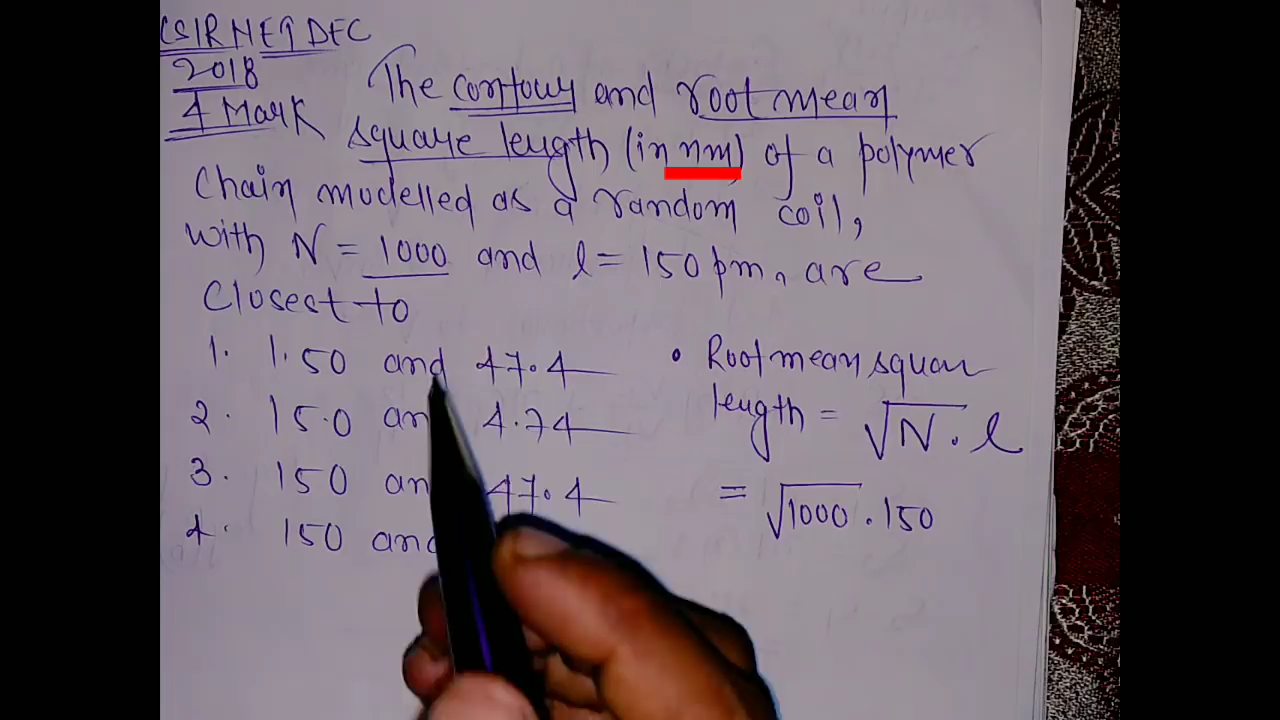 CSIR NET DEC
2018
4 Mark
The contour and root mean
square length (in nm) of a polymer
Chain modelled as a random coil,
with N = 1000 and l = 150 pm, are
Closest to
1. 1.50 and 47.4
2. 15.0 an 4.74
3. 150 an 47.4
4. 150 and
• Root mean squar
length = √N . l
= √1000 . 150